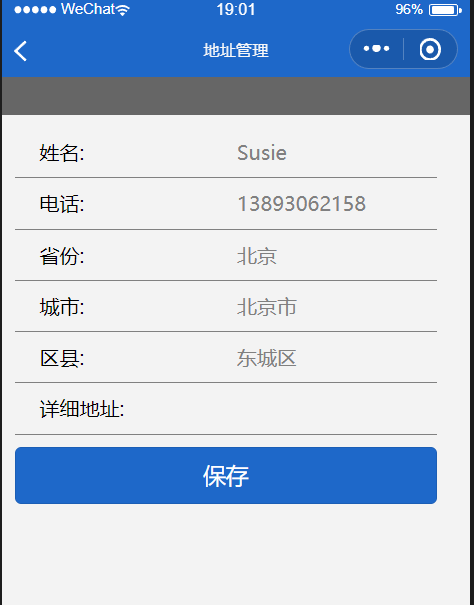 WeChat 19:01 96%
地址管理
姓名: Susie
电话: 13893062158
省份: 北京
城市: 北京市
区县: 东城区
详细地址:
保存